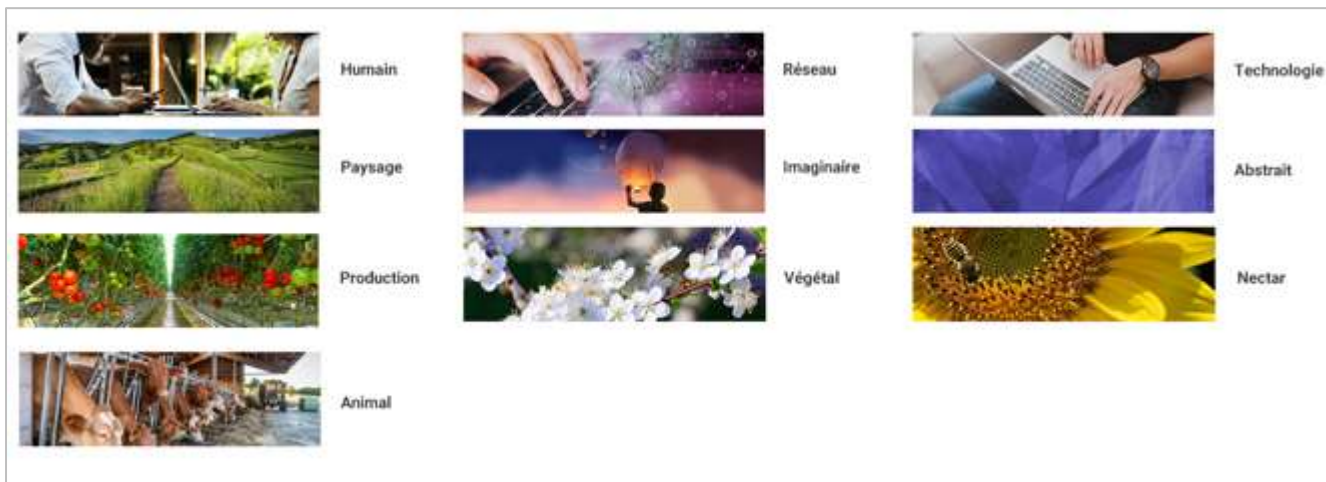 Humain
Réseau
Technologie
Paysage
Imaginaire
Abstrait
Production
Végétal
Nectar
Animal